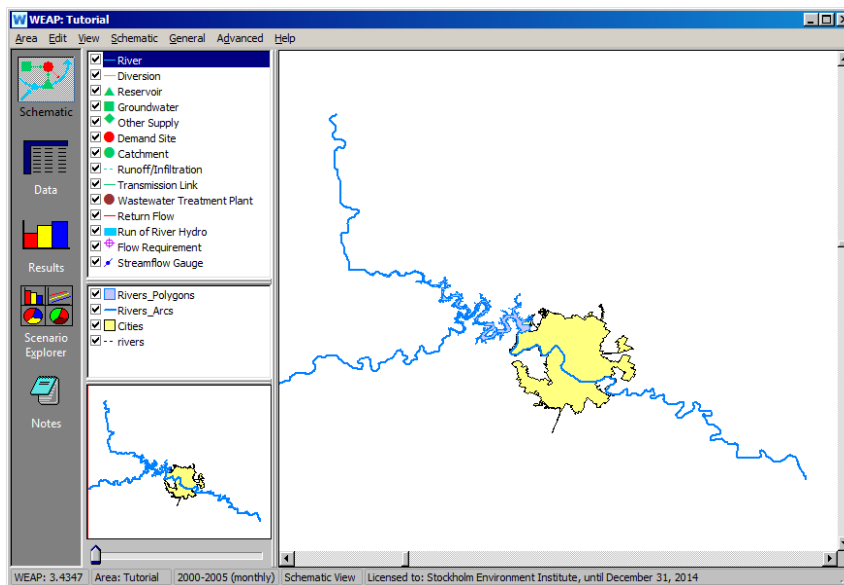 W WEAP: Tutorial
Area Edit View Schematic General Advanced Help
Schematic
Data
Results
Scenario
Explorer
Notes
River
Diversion
Reservoir
Groundwater
Other Supply
Demand Site
Catchment
Runoff/Infiltration
Transmission Link
Wastewater Treatment Plant
Return Flow
Run of River Hydro
Flow Requirement
Streamflow Gauge
Rivers_Polygons
Rivers_Arcs
Cities
rivers
WEAP: 3.4347 Area: Tutorial 2000-2005 (monthly) Schematic View Licensed to: Stockholm Environment Institute, until December 31, 2014